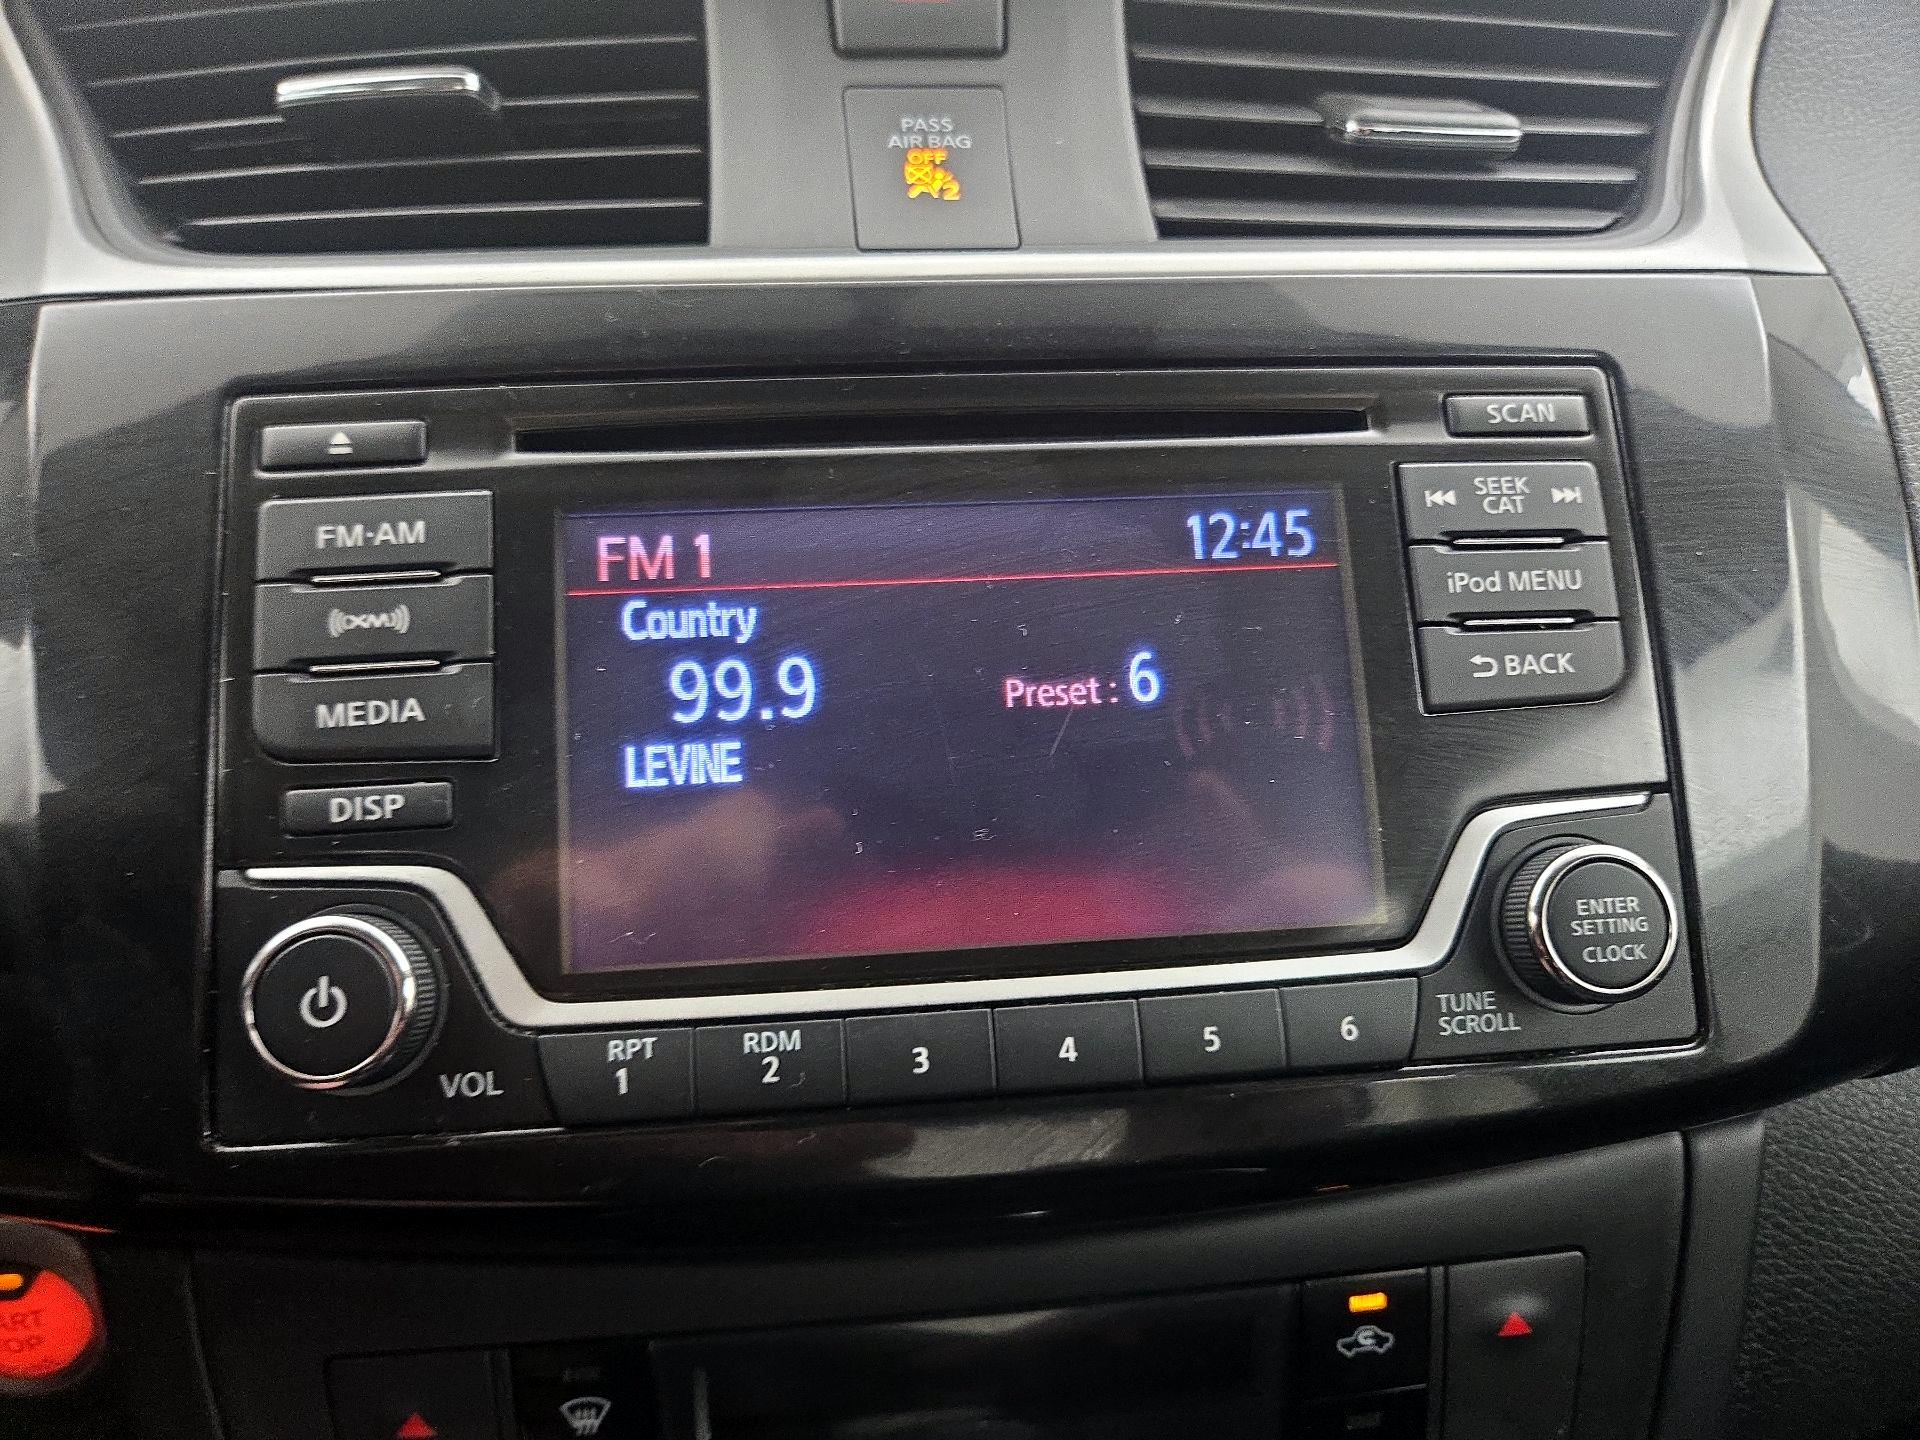 PASS
AIR BAG
OFF
2
SCAN
FM·AM
XM
MEDIA
DISP
FM 1
12:45
Country
99.9
Preset : 6
LEVINE
SEEK
CAT
iPod MENU
BACK
VOL
RPT
1
RDM
2
3
4
5
6
TUNE
SCROLL
ENTER
SETTING
CLOCK